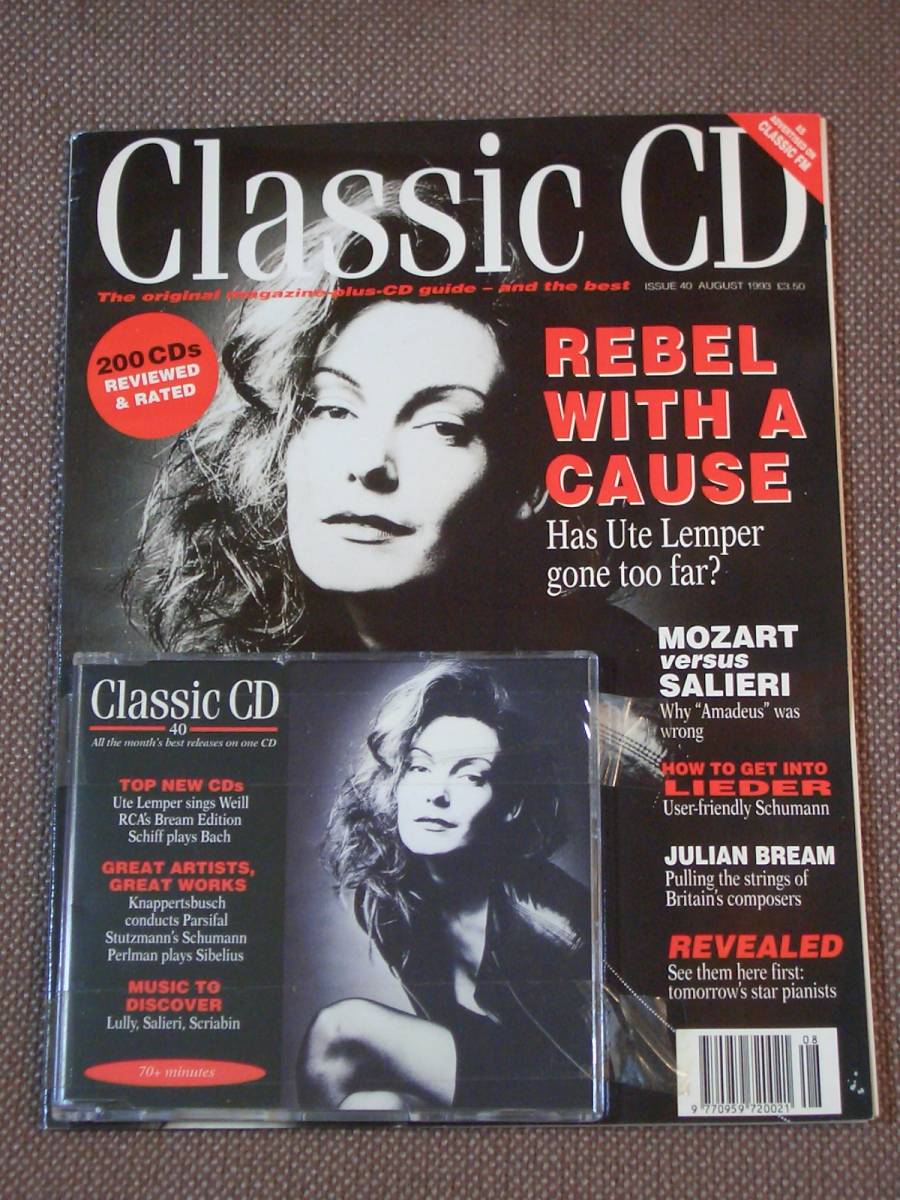 Classic CD
AS
ADVERTISED ON
CLASSIC FM
The original magazine-plus-CD guide – and the best
ISSUE 40 AUGUST 1993 £3.50
200 CDs
REVIEWED
& RATED
REBEL
WITH A
CAUSE
Has Ute Lemper
gone too far?
MOZART
versus
SALIERI
Why "Amadeus" was
wrong
HOW TO GET INTO
LIEDER
User-friendly Schumann
JULIAN BREAM
Pulling the strings of
Britain's composers
REVEALED
See them here first:
tomorrow's star pianists
Classic CD
40
All the month's best releases on one CD
TOP NEW CDs
Ute Lemper sings Weill
RCA's Bream Edition
Schiff plays Bach
GREAT ARTISTS,
GREAT WORKS
Knappertsbusch
conducts Parsifal
Stutzmann's Schumann
Perlman plays Sibelius
MUSIC TO
DISCOVER
Lully, Salieri, Scriabin
70+ minutes
08
9 770959 720021